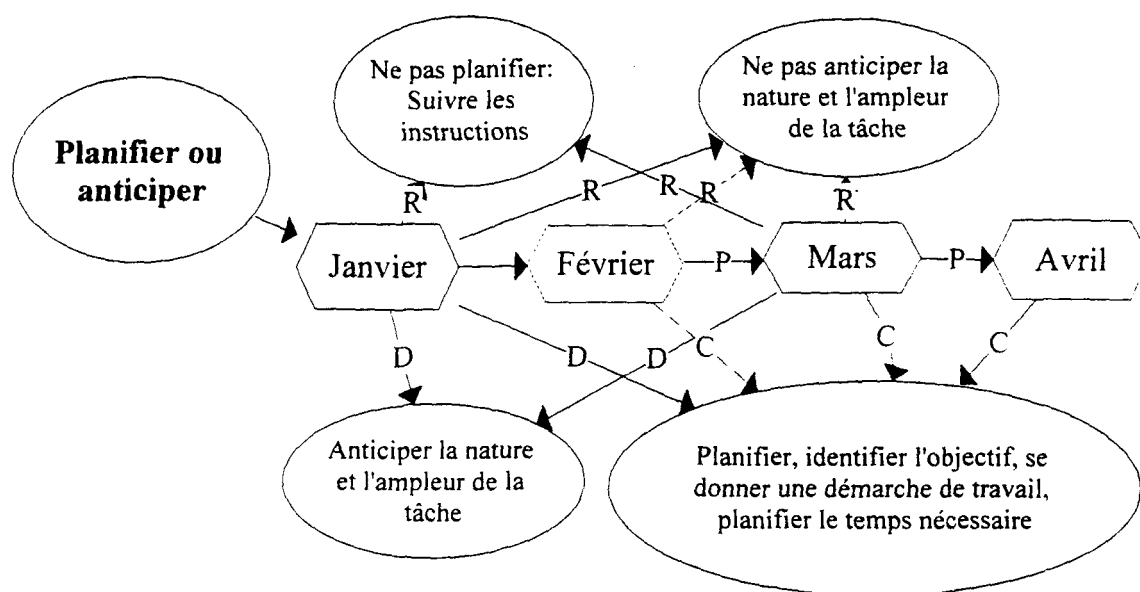 Planifier ou
anticiper
Ne pas planifier:
Suivre les
instructions
Ne pas anticiper la
nature et l'ampleur
de la tâche
R
R
R
R
R
Janvier
Février
P
Mars
P
Avril
D
D
D
C
C
C
Anticiper la nature
et l'ampleur de la
tâche
Planifier, identifier l'objectif, se
donner une démarche de travail,
planifier le temps nécessaire